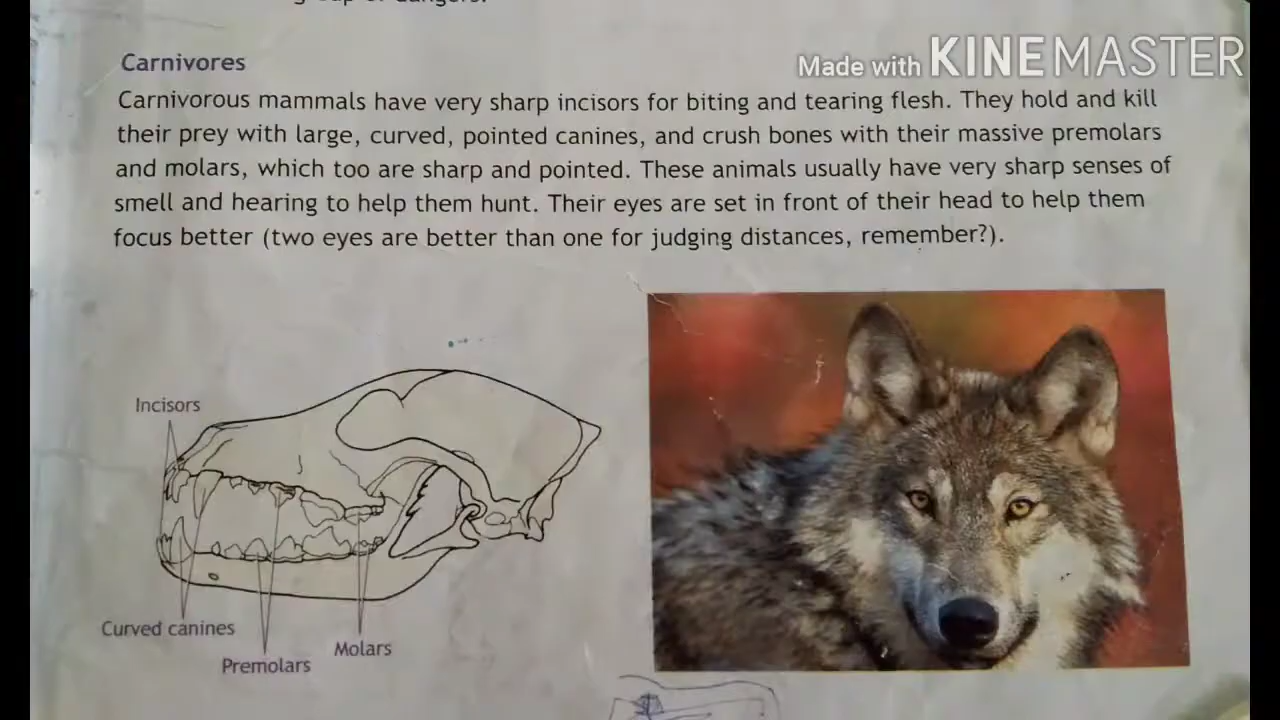 Made with KINEMASTER
Carnivores
Carnivorous mammals have very sharp incisors for biting and tearing flesh. They hold and kill
their prey with large, curved, pointed canines, and crush bones with their massive premolars
and molars, which too are sharp and pointed. These animals usually have very sharp senses of
smell and hearing to help them hunt. Their eyes are set in front of their head to help them
focus better (two eyes are better than one for judging distances, remember?).
Incisors
Curved canines
Premolars
Molars